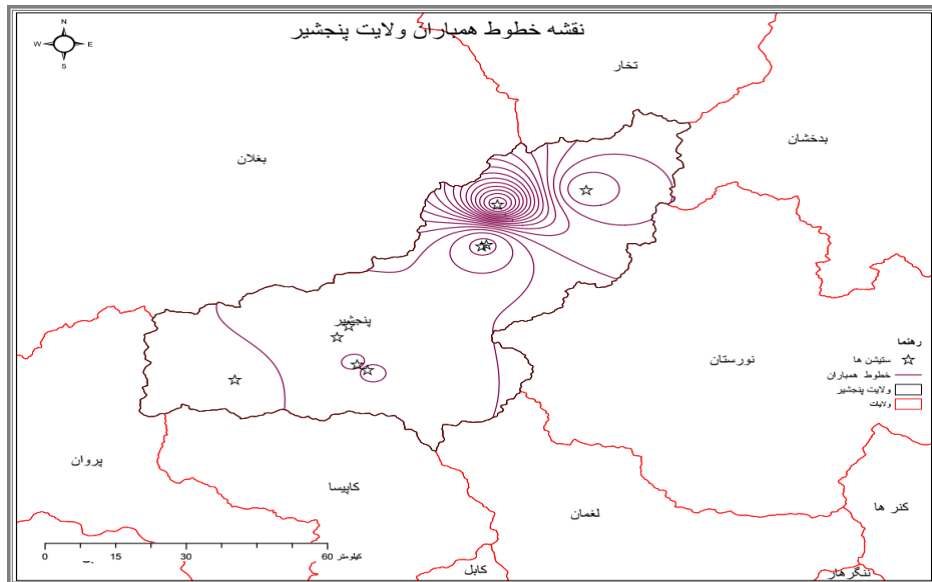 نقشه خطوط همباران ولایت پنجشیر
N
W
E
S
تخار
بدخشان
بغلان
پنجشیر
نورستان
رهنما
ستیشن ها
خطوط همباران
ولایت پنجشیر
ولایات
پروان
کاپیسا
لغمان
کنر ها
کابل
ننگرهار
0 15 30 60 کیلومتر